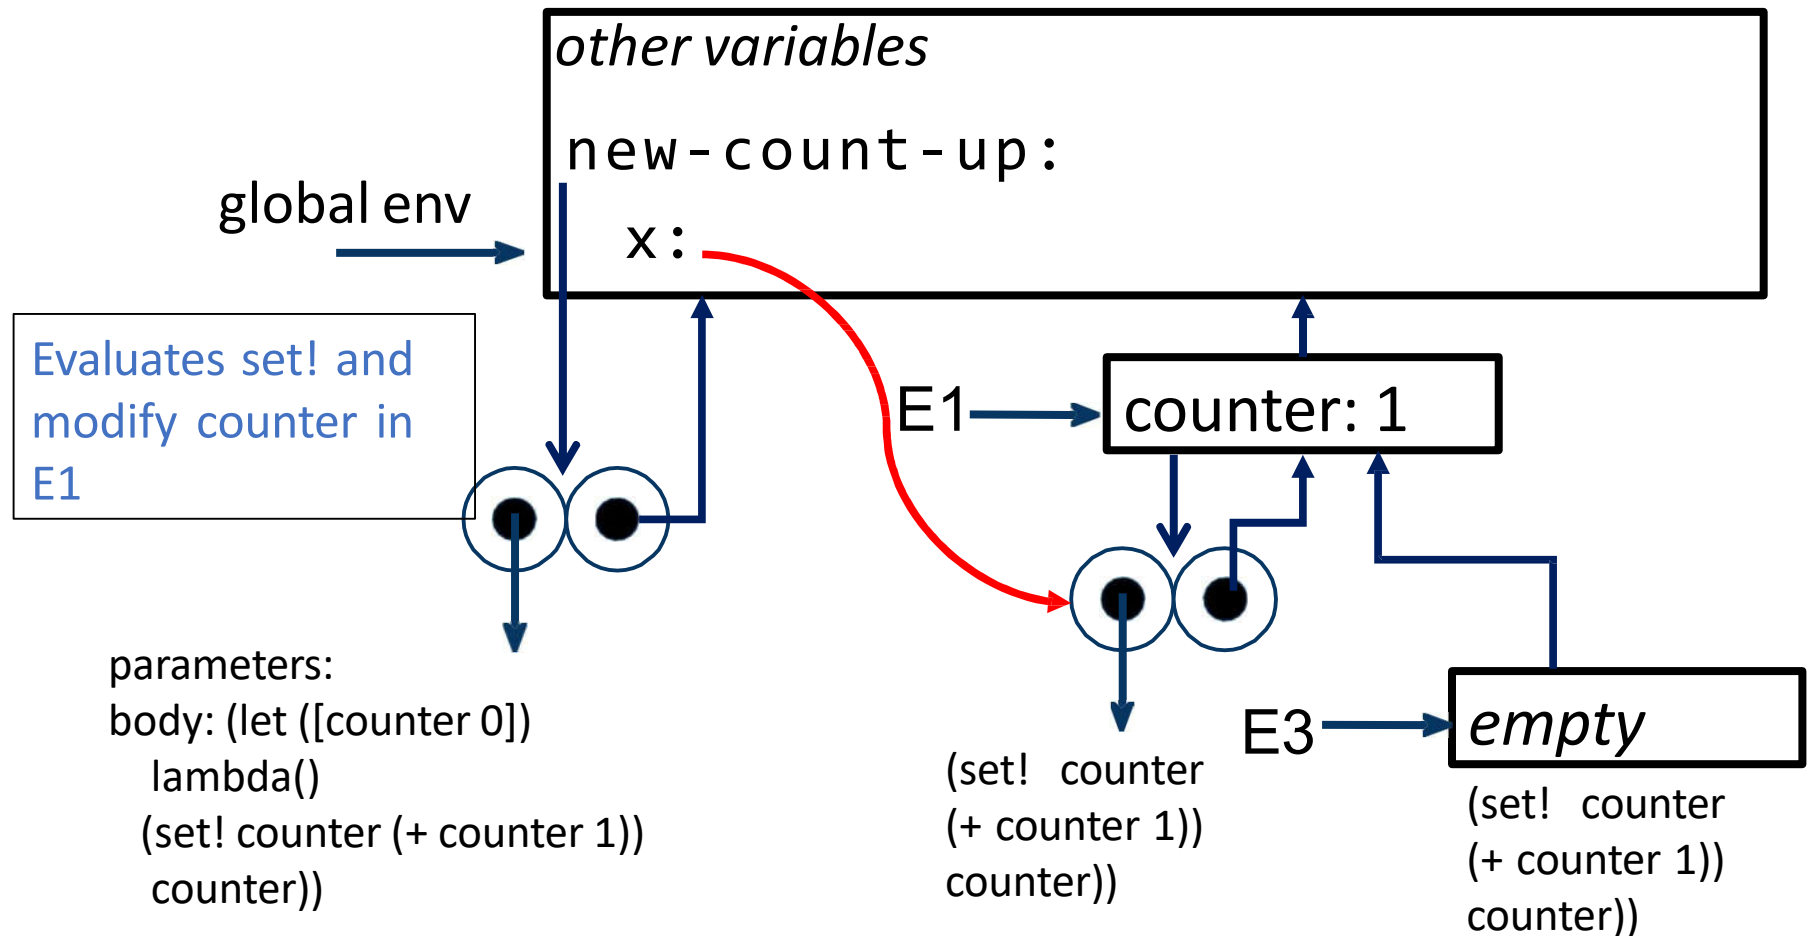 other variables
new-count-up:
global env
x:
Evaluates set! and
modify counter in
E1
E1
counter: 1
parameters:
body: (let ([counter 0])
lambda()
(set! counter (+ counter 1))
counter))
(set! counter
(+ counter 1))
counter))
E3
empty
(set! counter
(+ counter 1))
counter))